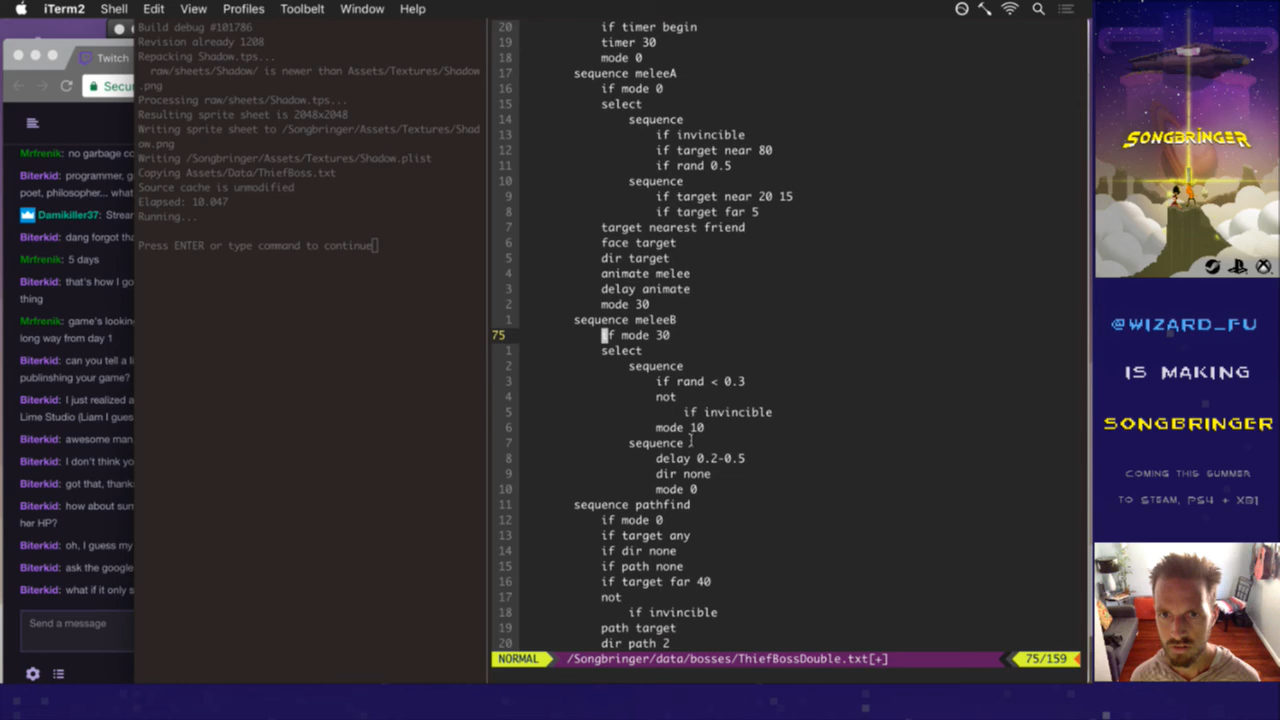 iTerm2 Shell Edit View Profiles Toolbelt Window Help
Twitch
Secu
Mrfrenik: no garbage co
Biterkid: programmer, g
poet, philosopher... what
Damikiller37: Strear
Biterkid: dang forgot tha
Mrfrenik: 5 days
Biterkid: that's how I go
thing
Mrfrenik: game's lookin
long way from day 1
Biterkid: can you tell a li
publinshing your game?
Biterkid: I just realized a
Lime Studio (Liam I gues
Biterkid: awesome man
Biterkid: I don't think yo
Biterkid: got that, thank
Biterkid: how about sur
her HP?
Biterkid: oh, I guess my
Biterkid: ask the google
Biterkid: what if it only s
Send a message
Build debug #101786
Revision already 1208
Repacking Shadow.tps...
raw/sheets/Shadow/ is newer than Assets/Textures/Shadow
.png
Processing raw/sheets/Shadow.tps...
Resulting sprite sheet is 2048x2048
Writing sprite sheet to /Songbringer/Assets/Textures/Shad
ow.png
Writing /Songbringer/Assets/Textures/Shadow.plist
Copying Assets/Data/ThiefBoss.txt
Source cache is unmodified
Elapsed: 10.047
Running...
Press ENTER or type command to continue
20 if timer begin
19 timer 30
18 mode 0
17 sequence meleeA
16 if mode 0
15 select
14 sequence
13 if invincible
12 if target near 80
11 if rand 0.5
10 sequence
9 if target near 20 15
8 if target far 5
7 target nearest friend
6 face target
5 dir target
4 animate melee
3 delay animate
2 mode 30
1 sequence meleeB
75 if mode 30
1 select
2 sequence
3 if rand < 0.3
4 not
5 if invincible
6 mode 10
7 sequence
8 delay 0.2-0.5
9 dir none
10 mode 0
11 sequence pathfind
12 if mode 0
13 if target any
14 if dir none
15 if path none
16 if target far 40
17 not
18 if invincible
19 path target
20 dir path 2
NORMAL /Songbringer/data/bosses/ThiefBossDouble.txt[+] 75/159
SONGBRINGER
@WIZARD_FU
IS MAKING
SONGBRINGER
COMING THIS SUMMER
TO STEAM, PS4 + XB1